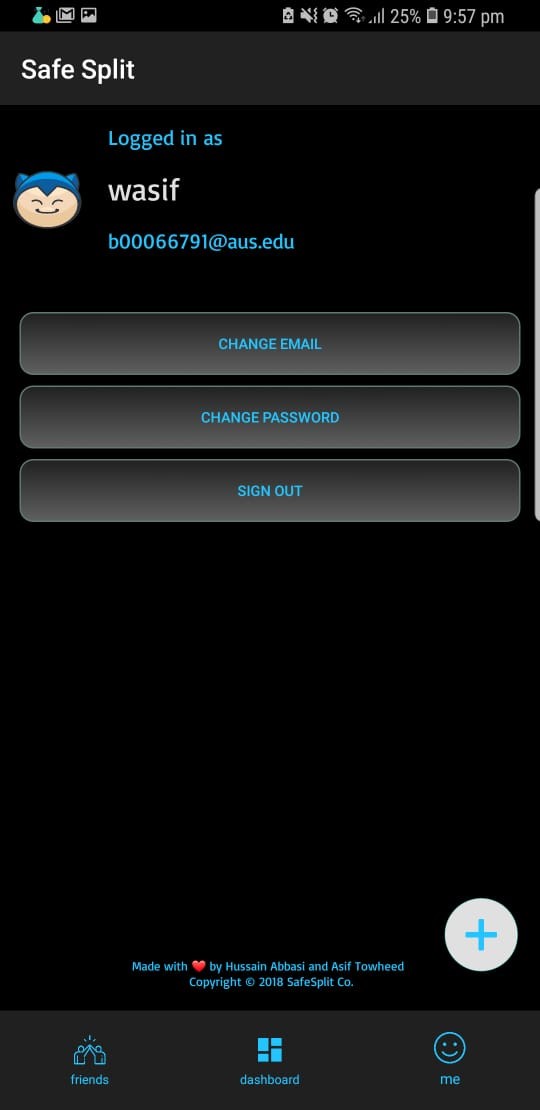 25% 9:57 pm
Safe Split
Logged in as
wasif
b00066791@aus.edu
CHANGE EMAIL
CHANGE PASSWORD
SIGN OUT
Made with ❤️ by Hussain Abbasi and Asif Towheed
Copyright © 2018 SafeSplit Co.
friends
dashboard
me